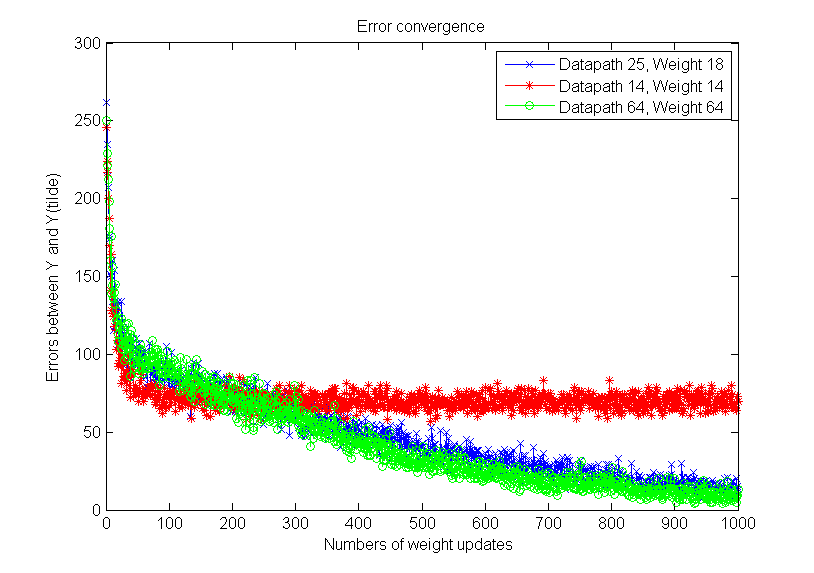 Error convergence
300
250
200
150
100
50
0
Errors between Y and Y(tilde)
Datapath 25, Weight 18
Datapath 14, Weight 14
Datapath 64, Weight 64
0 100 200 300 400 500 600 700 800 900 1000
Numbers of weight updates